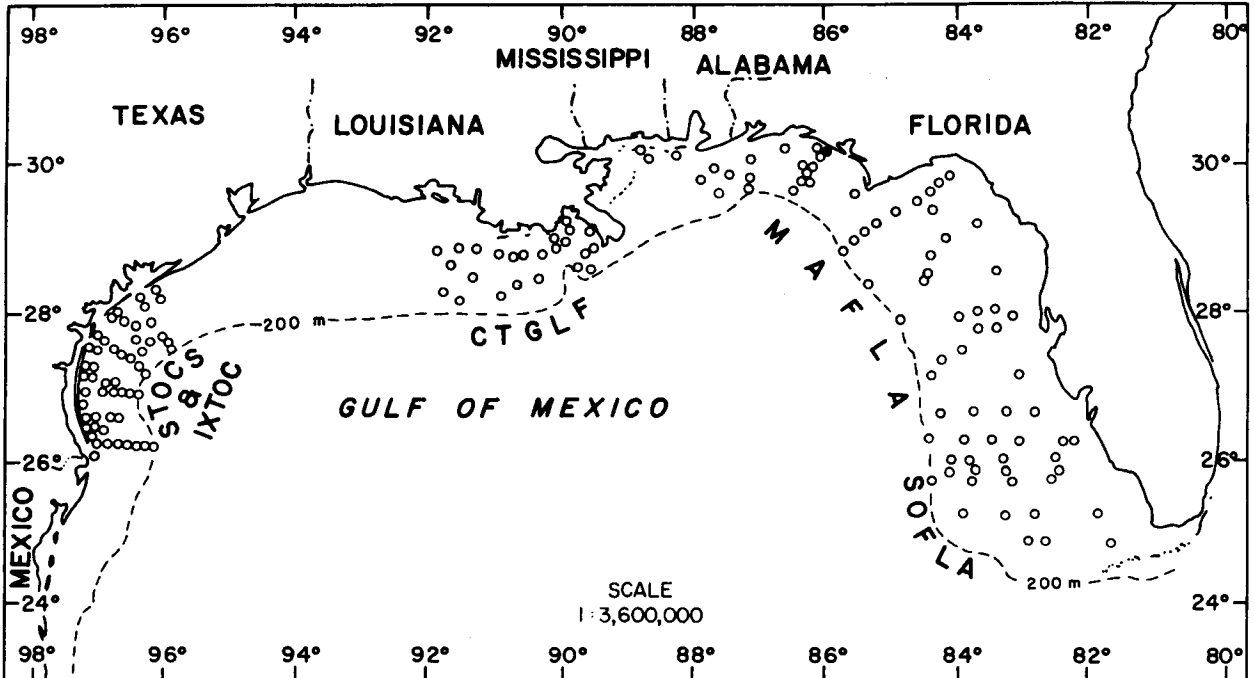 98° 96° 94° 92° 90° 88° 86° 84° 82° 80°
MISSISSIPPI
ALABAMA
TEXAS
LOUISIANA
FLORIDA
30° 30°
MAFLA
28° 28°
200 m
CTGLF
STOCS
&
IXTOC
GULF OF MEXICO
26° 26°
SOFLA
MEXICO
200 m
SCALE
1:3,600,000
24° 24°
98° 96° 94° 92° 90° 88° 86° 84° 82° 80°